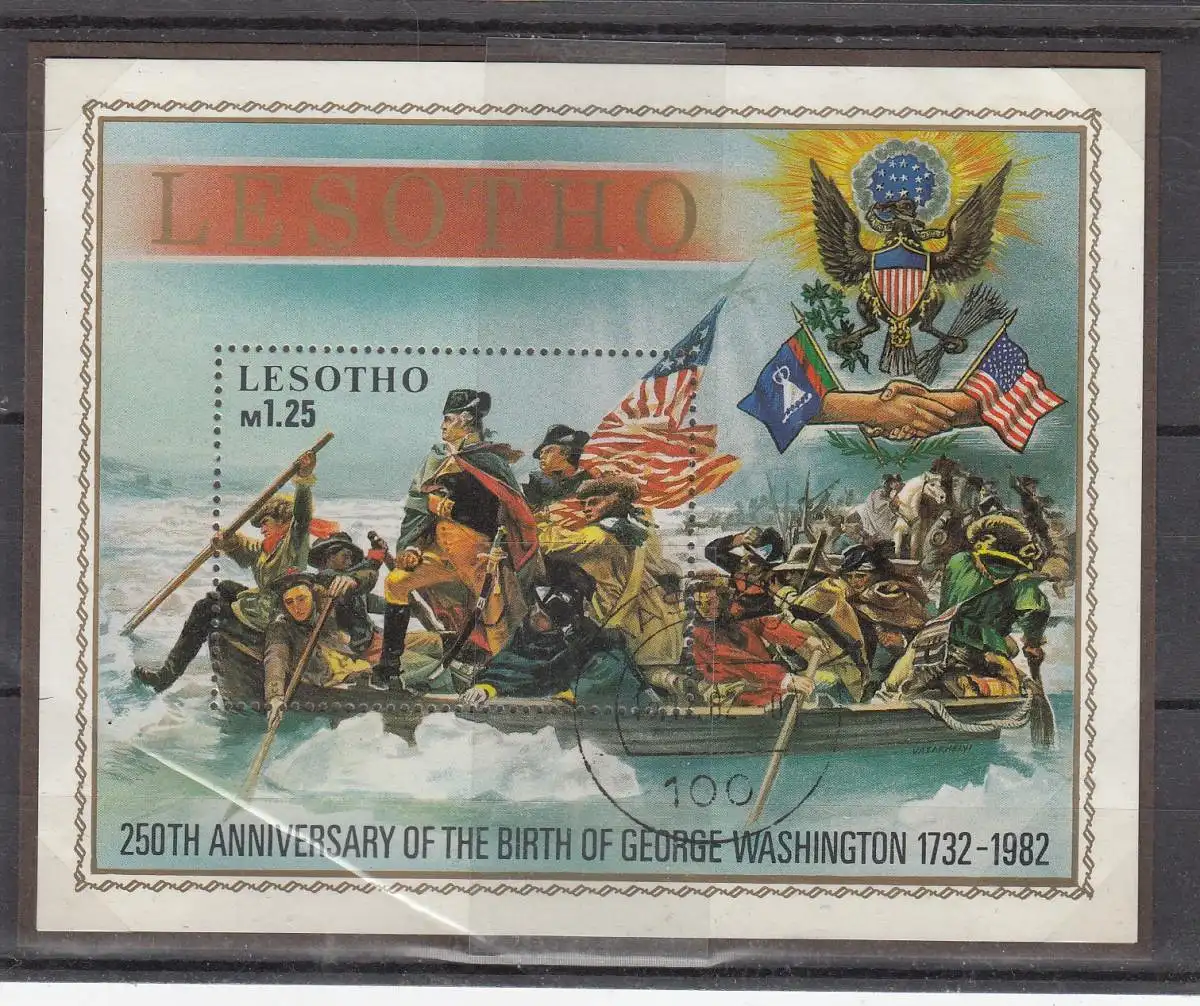 LESOTHO
LESOTHO
M1.25
VASARHELYI
100
250TH ANNIVERSARY OF THE BIRTH OF GEORGE WASHINGTON 1732-1982